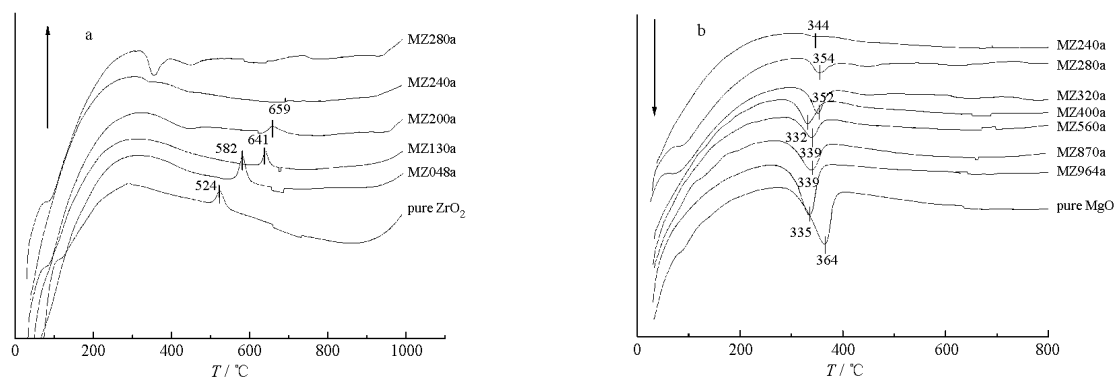 a
MZ280a
MZ240a
659
MZ200a
641
582
MZ130a
MZ048a
524
pure ZrO₂
0 200 400 600 800 1000
T / ℃
b
344
MZ240a
354
MZ280a
352
MZ320a
MZ400a
332
MZ560a
339
MZ870a
339
MZ964a
335
pure MgO
364
0 200 400 600 800
T / ℃